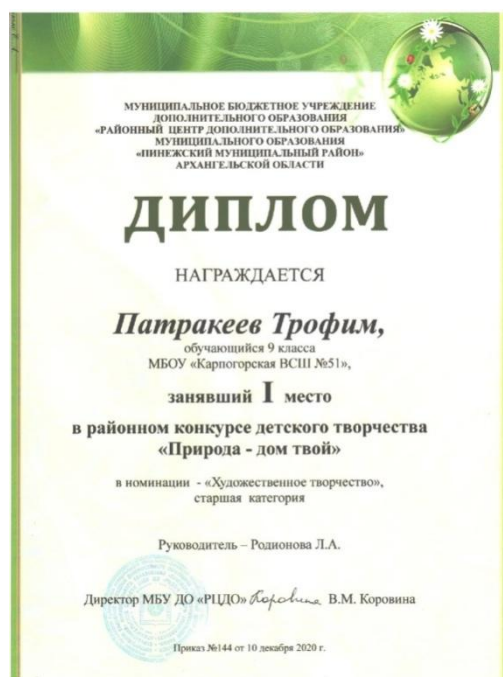 МУНИЦИПАЛЬНОЕ БЮДЖЕТНОЕ УЧРЕЖДЕНИЕ
ДОПОЛНИТЕЛЬНОГО ОБРАЗОВАНИЯ
«РАЙОННЫЙ ЦЕНТР ДОПОЛНИТЕЛЬНОГО ОБРАЗОВАНИЯ»
МУНИЦИПАЛЬНОГО ОБРАЗОВАНИЯ
«ПИНЕЖСКИЙ МУНИЦИПАЛЬНЫЙ РАЙОН»
АРХАНГЕЛЬСКОЙ ОБЛАСТИ
ДИПЛОМ
НАГРАЖДАЕТСЯ
Патракеев Трофим,
обучающийся 9 класса
МБОУ «Карпогорская ВСШ №51»,
занявший I место
в районном конкурсе детского творчества
«Природа - дом твой»
в номинации - «Художественное творчество»,
старшая категория
Руководитель – Родионова Л.А.
Директор МБУ ДО «РЦДО» Коровина В.М. Коровина
Приказ №144 от 10 декабря 2020 г.